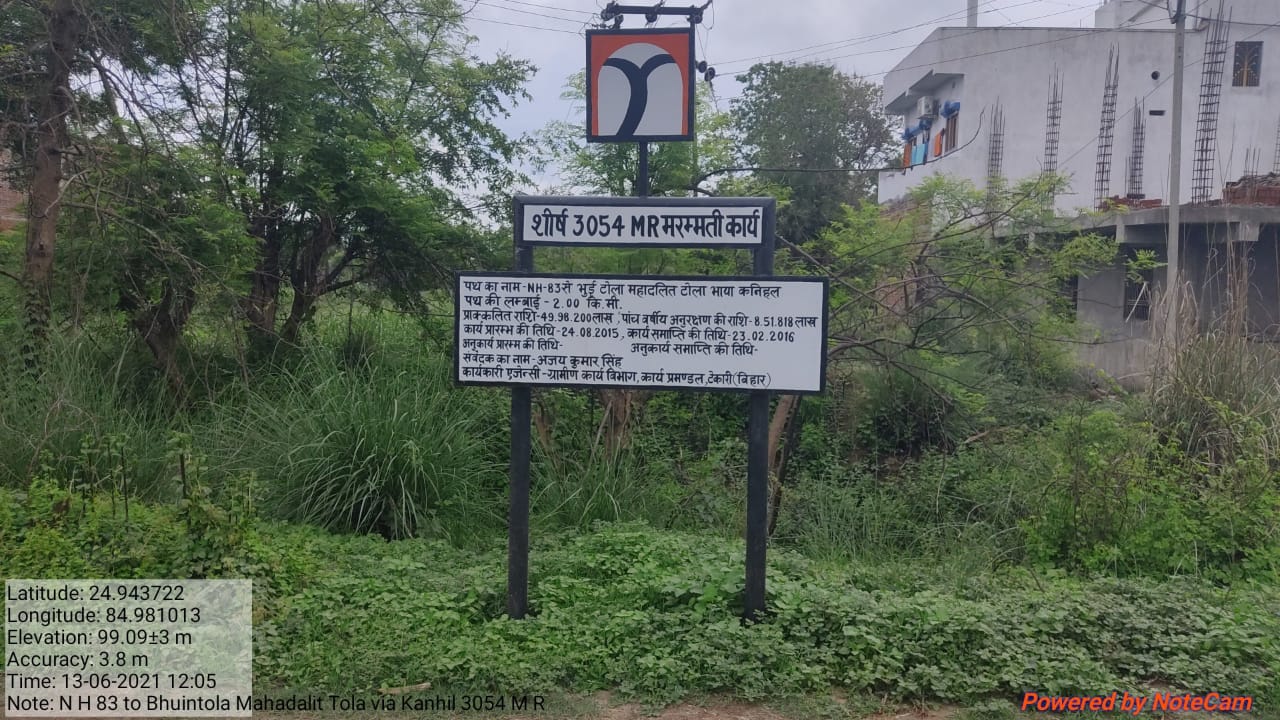 शीर्ष 3054 MR मरम्मती कार्य
पथ का नाम-NH-83 से भुई टोला महादलित टोला भाया कनिहल
पथ की लम्बाई - 2.00 कि.मी.
प्राक्कलित राशि-49.98.200लाख, पांच वर्षीय अनुरक्षण की राशि-8.51.818 लाख
कार्य प्रारम्भ की तिथि-24.08.2015, कार्य समाप्ति की तिथि-23.02.2016
अनुकार्य प्रारम्भ की तिथि- अनुकार्य समाप्ति की तिथि-
संवेदक का नाम-अजय कुमार सिंह
कार्यकारी एजेन्सी-ग्रामीण कार्य विभाग, कार्य प्रमण्डल, टेकारी (बिहार)
Latitude: 24.943722
Longitude: 84.981013
Elevation: 99.09±3 m
Accuracy: 3.8 m
Time: 13-06-2021 12:05
Note: N H 83 to Bhuintola Mahadalit Tola via Kanhil 3054 M R
Powered by NoteCam